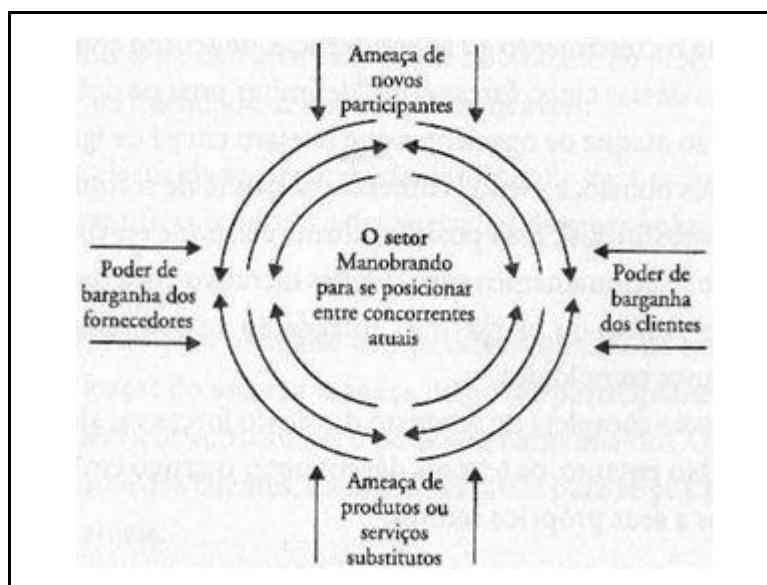 Ameaça de
novos
participantes
O setor
Manobrando
para se posicionar
entre concorrentes
atuais
Poder de
barganha dos
fornecedores
Poder de
barganha
dos clientes
Ameaça de
produtos ou
serviços
substitutos